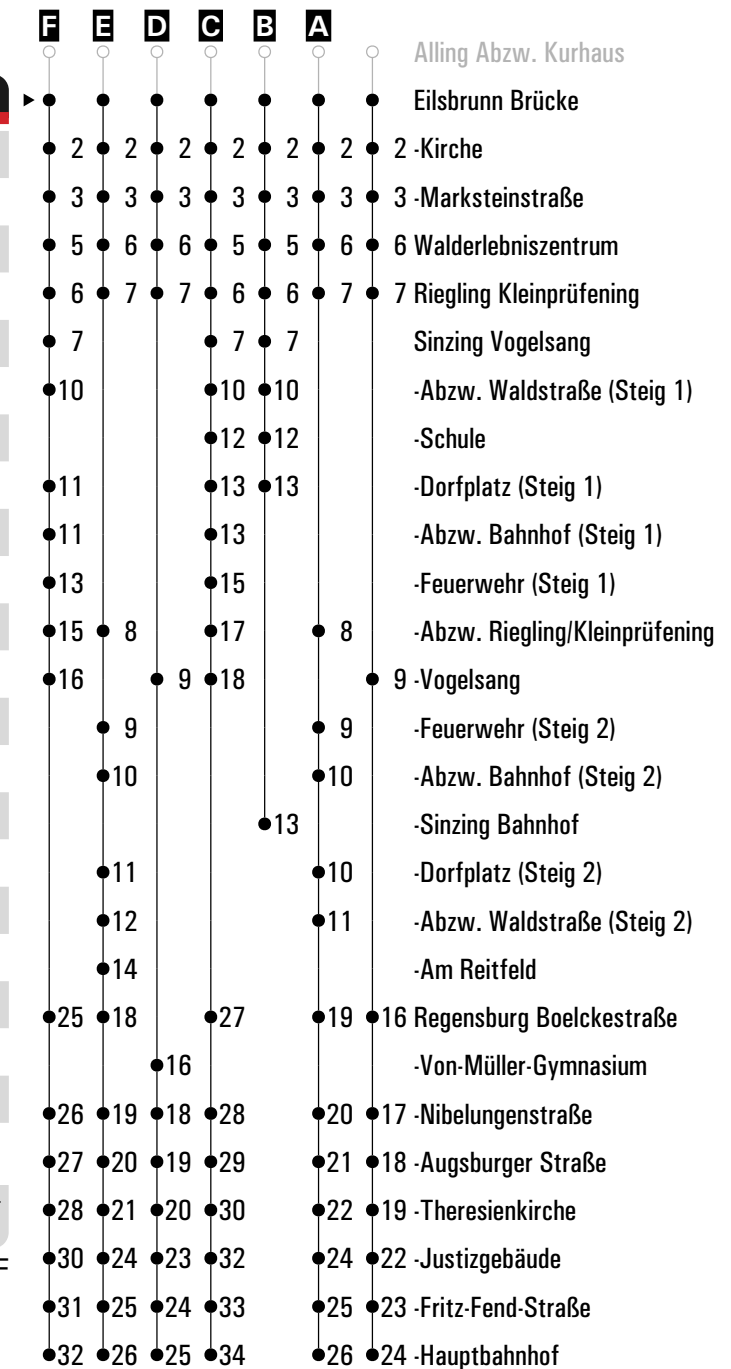 F E D C B A
Alling Abzw. Kurhaus
Eilsbrunn Brücke
2 2 2 2 2 2 2 -Kirche
3 3 3 3 3 3 3 -Marksteinstraße
5 6 6 5 5 6 6 Walderlebniszentrum
6 7 7 6 6 7 7 Riegling Kleinprüfening
7 7 7 Sinzing Vogelsang
10 10 10 -Abzw. Waldstraße (Steig 1)
12 12 -Schule
11 13 13 -Dorfplatz (Steig 1)
11 13 -Abzw. Bahnhof (Steig 1)
13 15 -Feuerwehr (Steig 1)
15 8 17 8 -Abzw. Riegling/Kleinprüfening
16 9 18 9 -Vogelsang
9 9 -Feuerwehr (Steig 2)
10 10 -Abzw. Bahnhof (Steig 2)
13 -Sinzing Bahnhof
11 10 -Dorfplatz (Steig 2)
12 11 -Abzw. Waldstraße (Steig 2)
14 -Am Reitfeld
25 18 27 19 16 Regensburg Boelckestraße
16 -Von-Müller-Gymnasium
26 19 18 28 20 17 -Nibelungenstraße
27 20 19 29 21 18 -Augsburger Straße
28 21 20 30 22 19 -Theresienkirche
30 24 23 32 24 22 -Justizgebäude
31 25 24 33 25 23 -Fritz-Fend-Straße
32 26 25 34 26 24 -Hauptbahnhof